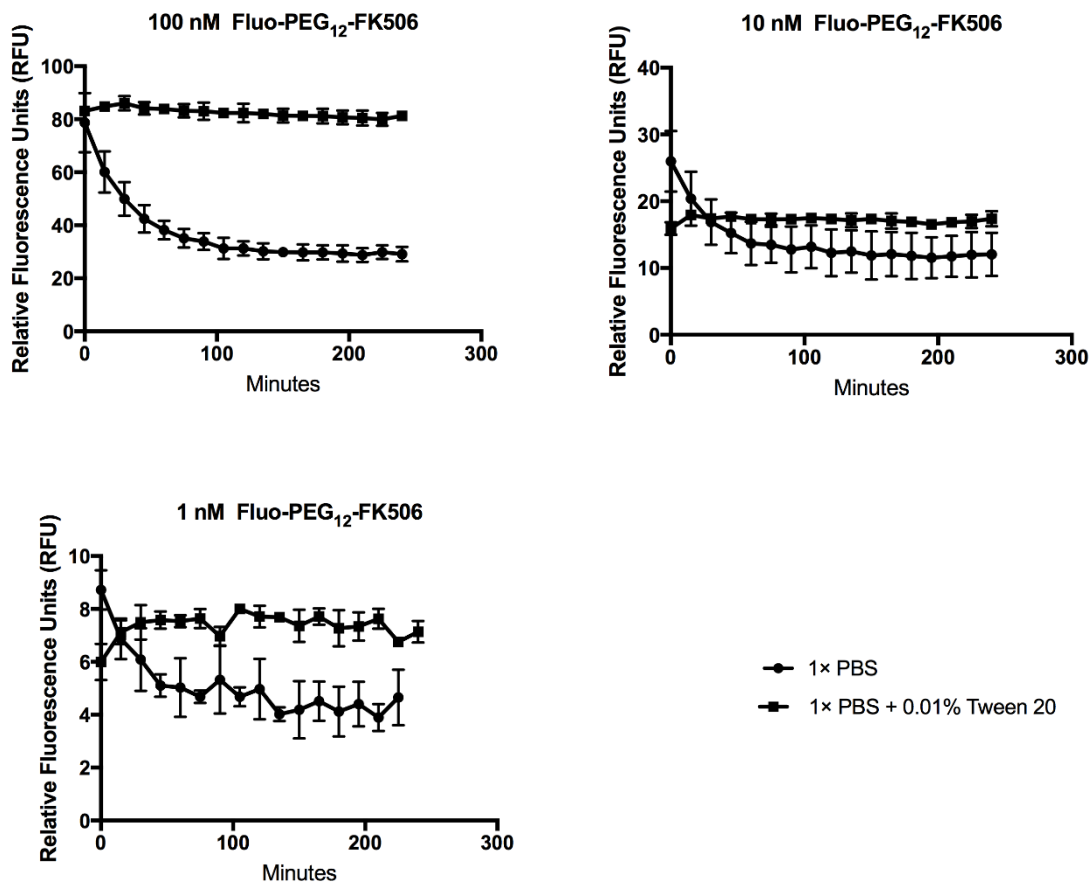 100 nM Fluo-PEG₁₂-FK506
Relative Fluorescence Units (RFU)
100
80
60
40
20
0
0 100 200 300
Minutes
10 nM Fluo-PEG₁₂-FK506
Relative Fluorescence Units (RFU)
40
30
20
10
0
0 100 200 300
Minutes
1 nM Fluo-PEG₁₂-FK506
Relative Fluorescence Units (RFU)
10
8
6
4
2
0
0 100 200 300
Minutes
1× PBS
1× PBS + 0.01% Tween 20